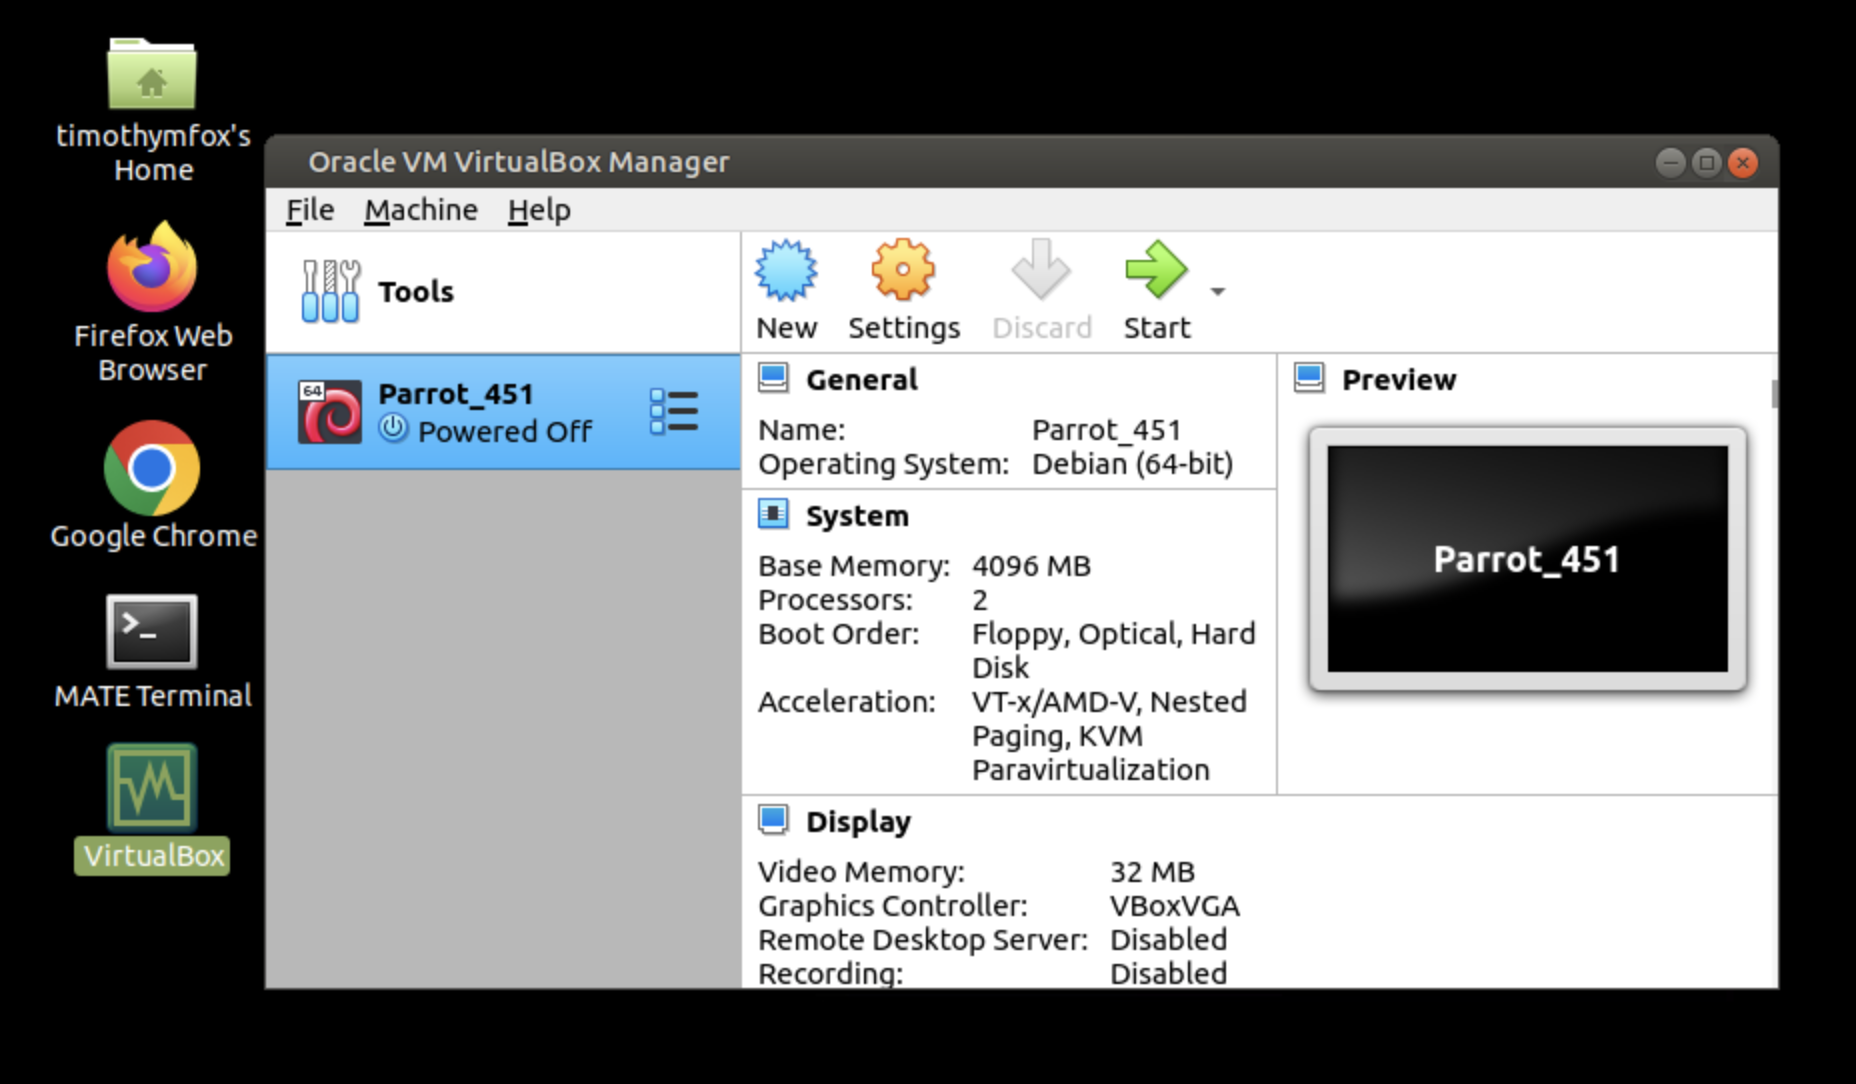 timothymfox's
Home
Firefox Web
Browser
Google Chrome
>_
MATE Terminal
VirtualBox
Oracle VM VirtualBox Manager
File Machine Help
Tools
New Settings Discard Start
64
Parrot_451
Powered Off
General
Name: Parrot_451
Operating System: Debian (64-bit)
System
Base Memory: 4096 MB
Processors: 2
Boot Order: Floppy, Optical, Hard
Disk
Acceleration: VT-x/AMD-V, Nested
Paging, KVM
Paravirtualization
Preview
Parrot_451
Display
Video Memory: 32 MB
Graphics Controller: VBoxVGA
Remote Desktop Server: Disabled
Recording: Disabled